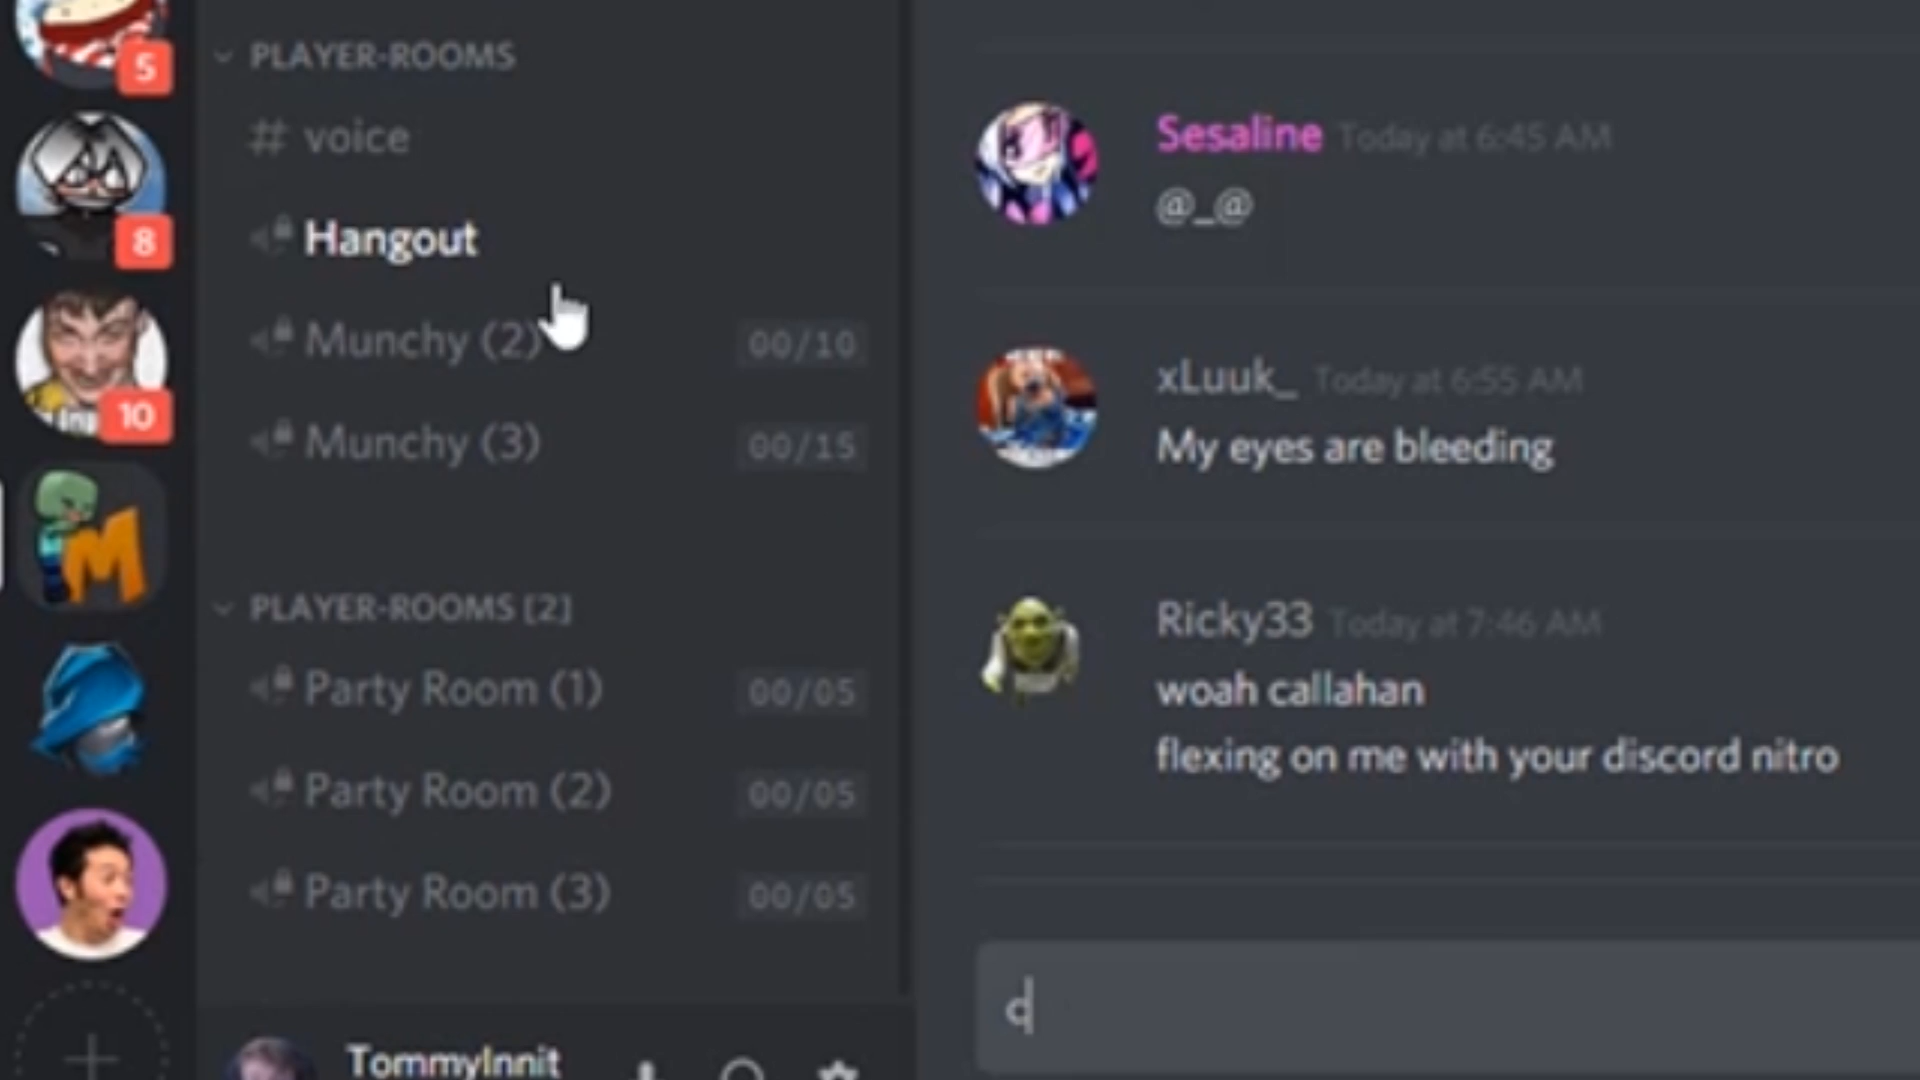 5
8
10
M
PLAYER-ROOMS
# voice
Hangout
Munchy (2) 00/10
Munchy (3) 00/15
PLAYER-ROOMS [2]
Party Room (1) 00/05
Party Room (2) 00/05
Party Room (3) 00/05
TommyInnit
Sesaline Today at 6:45 AM
@_@
xLuuk_ Today at 6:55 AM
My eyes are bleeding
Ricky33 Today at 7:46 AM
woah callahan
flexing on me with your discord nitro